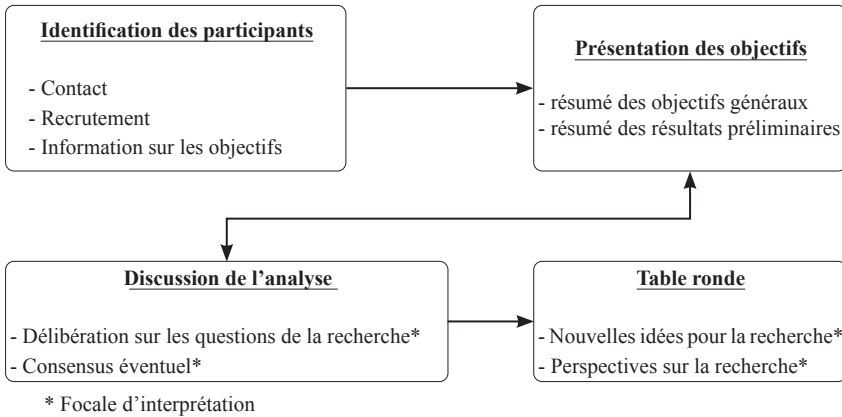 Identification des participants
- Contact
- Recrutement
- Information sur les objectifs
Présentation des objectifs
- résumé des objectifs généraux
- résumé des résultats préliminaires
Discussion de l’analyse
- Délibération sur les questions de la recherche*
- Consensus éventuel*
Table ronde
- Nouvelles idées pour la recherche*
- Perspectives sur la recherche*
* Focale d’interprétation